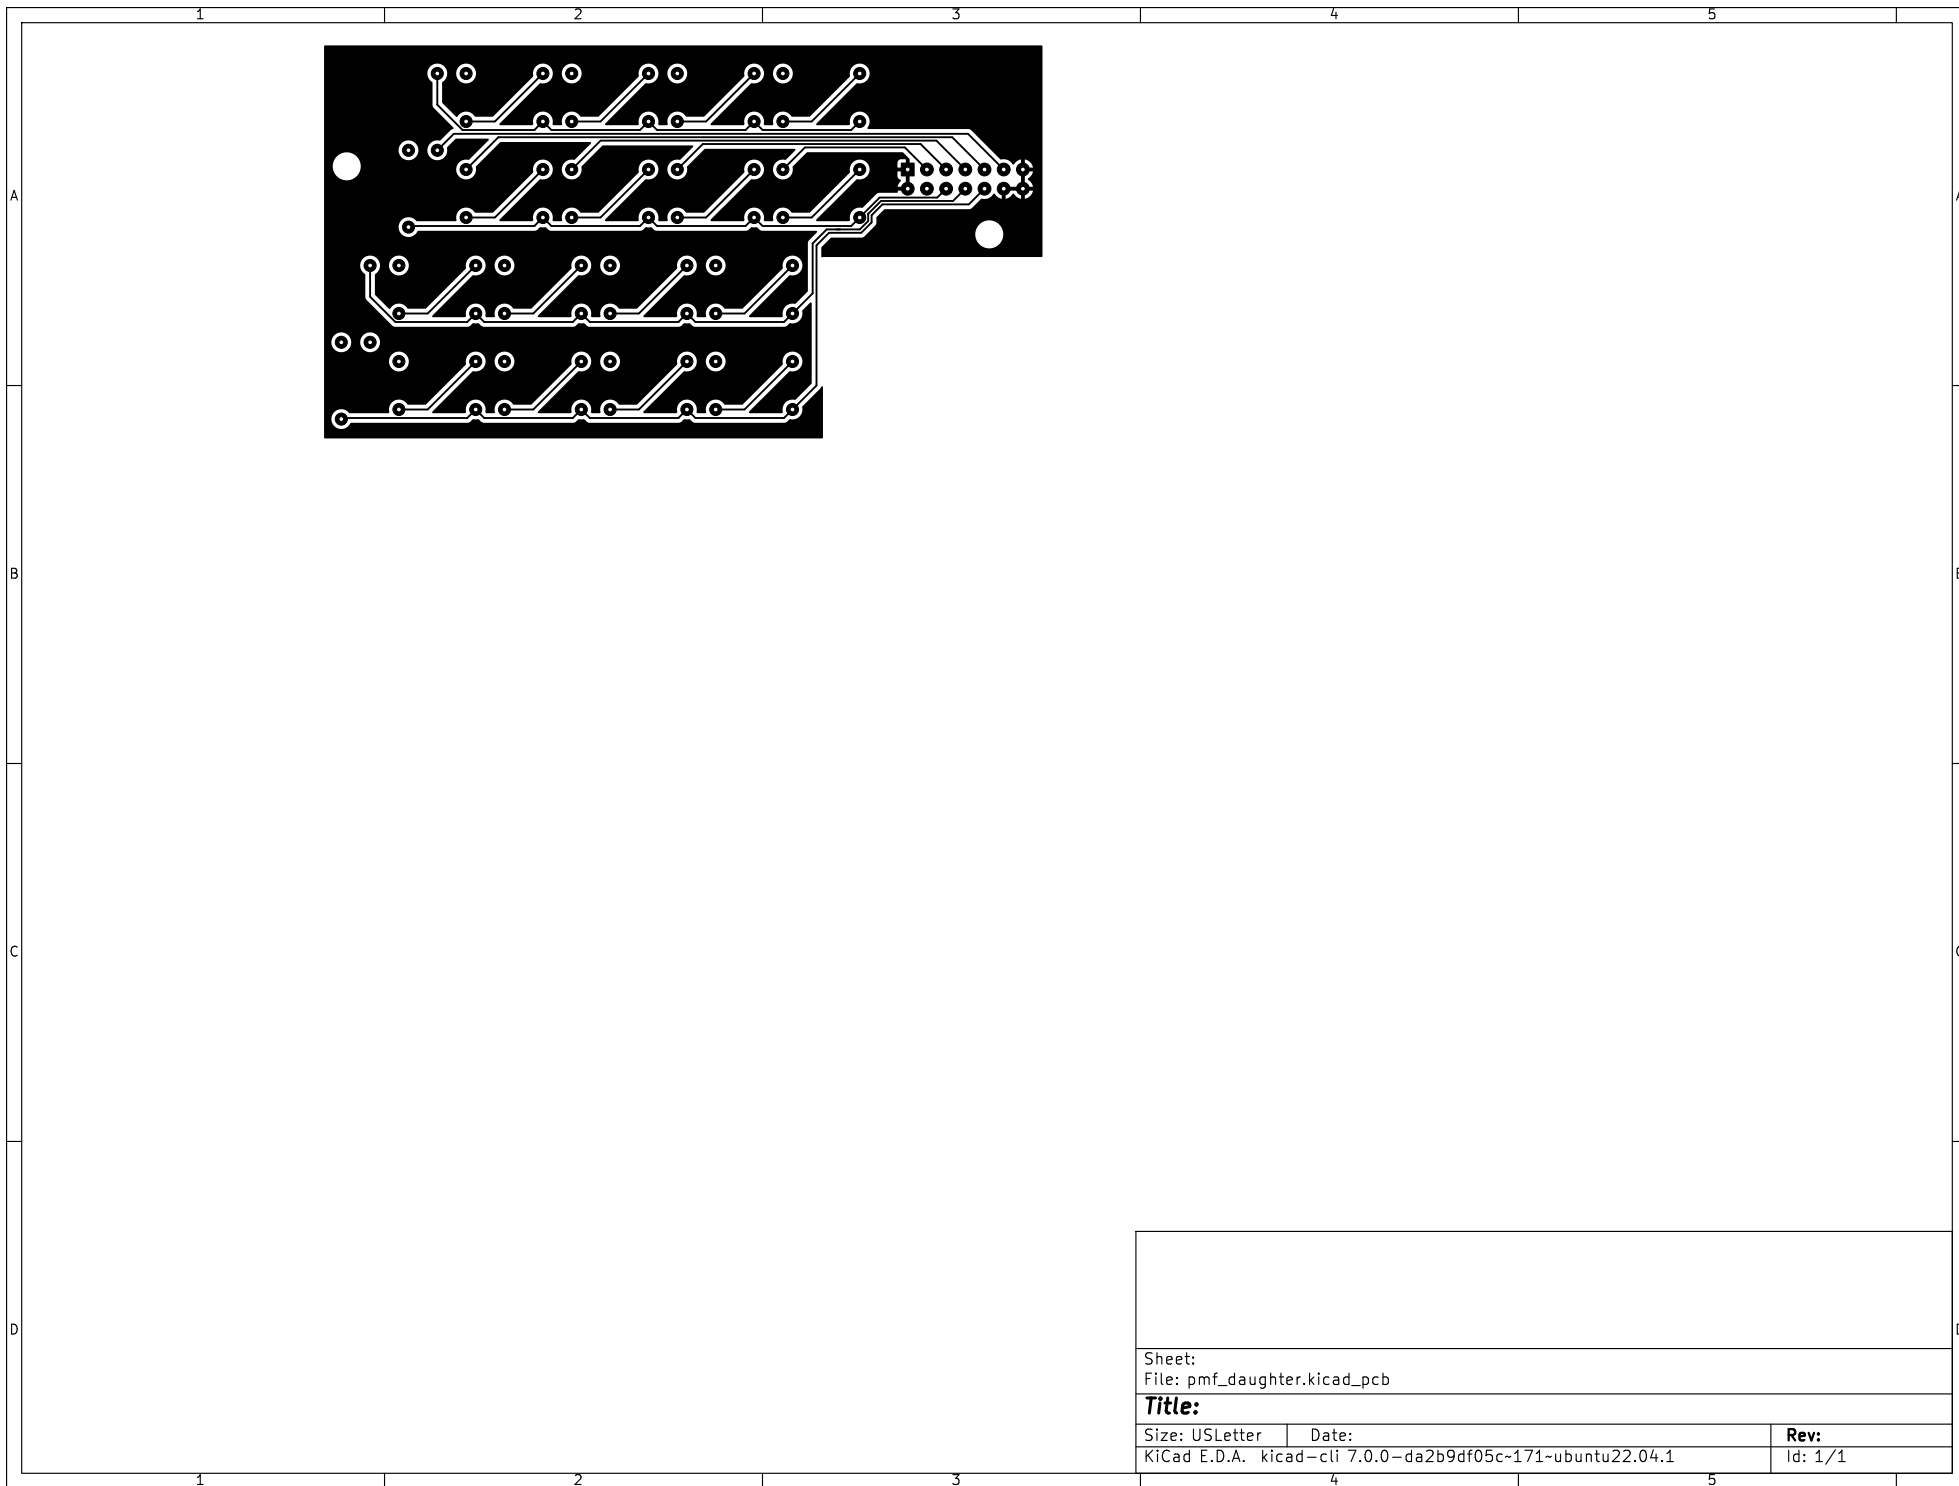 1 2 3 4 5
A
B
C
D
Sheet:
File: pmf_daughter.kicad_pcb
Title:
Size: USLetter Date: Rev:
KiCad E.D.A. kicad-cli 7.0.0-da2b9df05c~171~ubuntu22.04.1 Id: 1/1
1 2 3 4 5